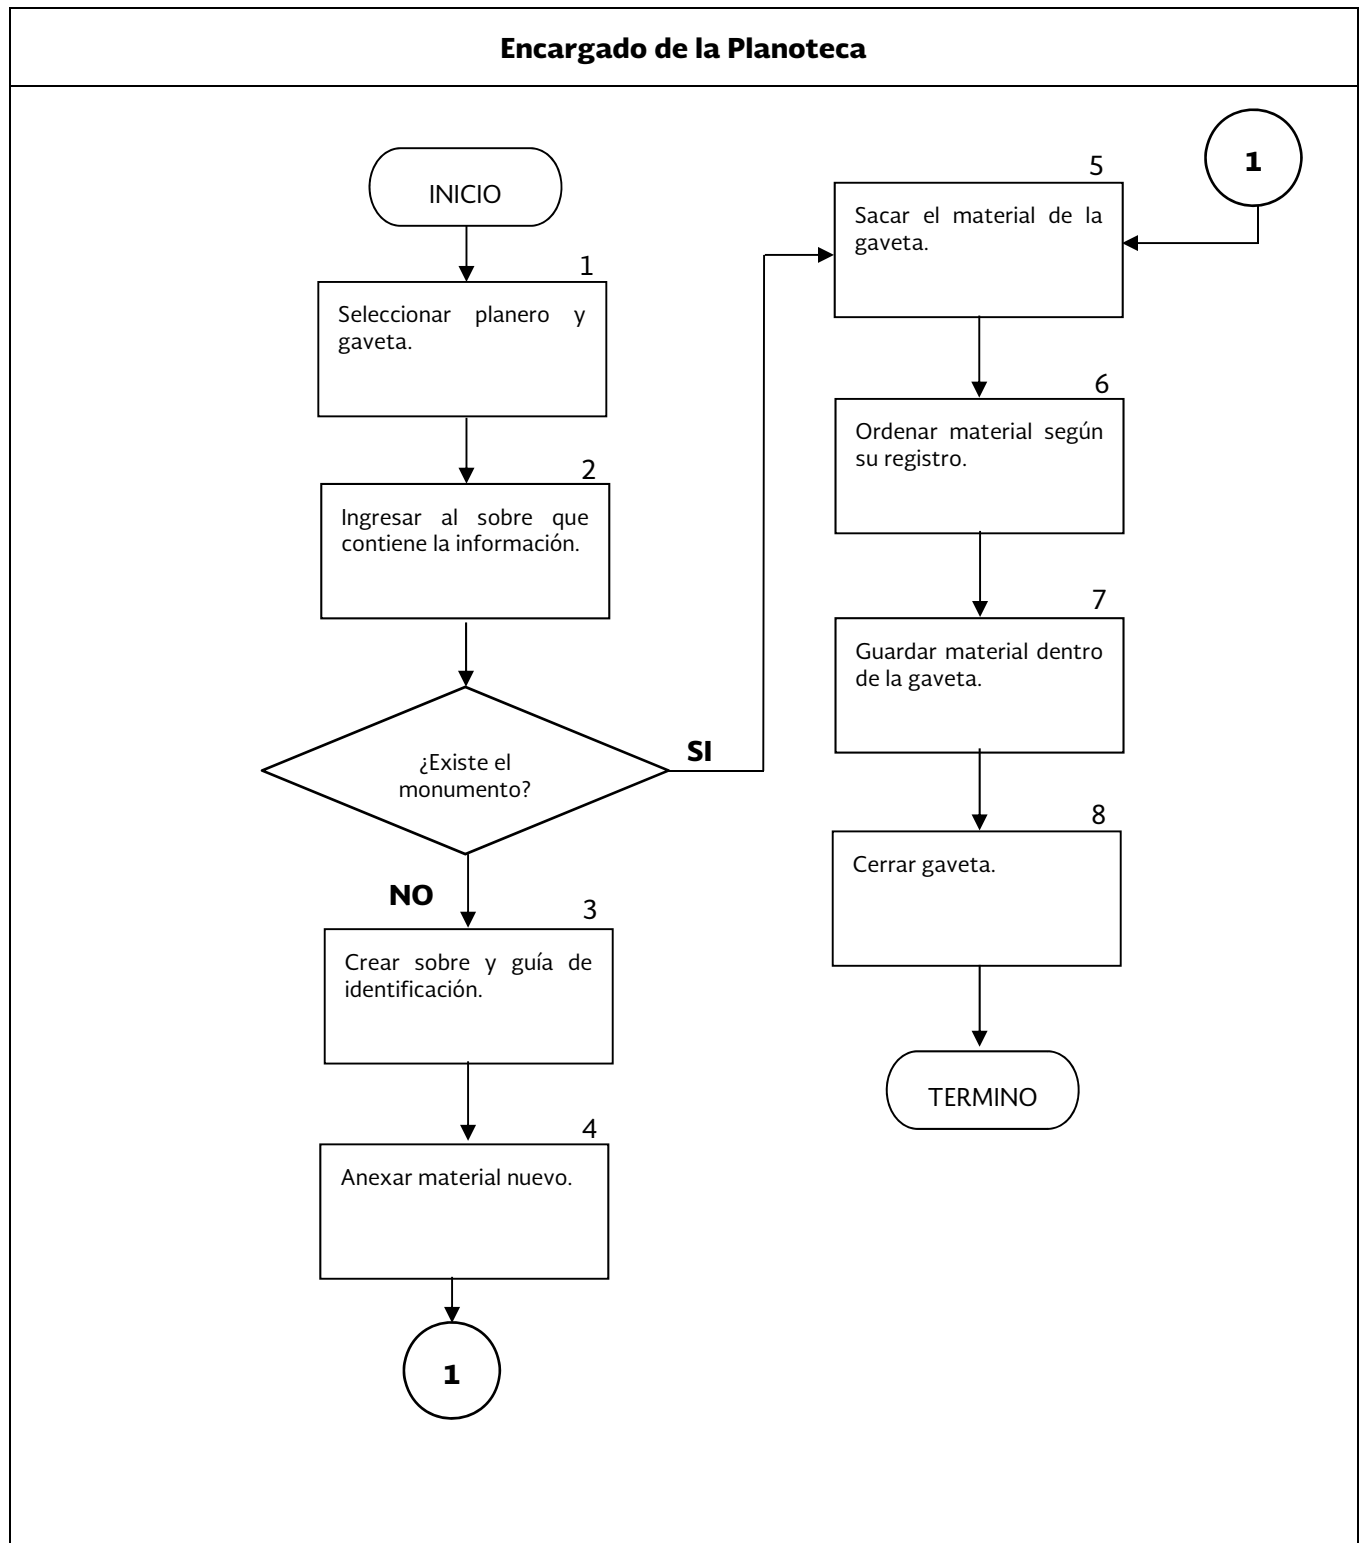 Encargado de la Planoteca
INICIO
1
Seleccionar planero y
gaveta.
2
Ingresar al sobre que
contiene la información.
¿Existe el
monumento?
SI
NO
3
Crear sobre y guía de
identificación.
4
Anexar material nuevo.
1
1
5
Sacar el material de la
gaveta.
6
Ordenar material según
su registro.
7
Guardar material dentro
de la gaveta.
8
Cerrar gaveta.
TERMINO